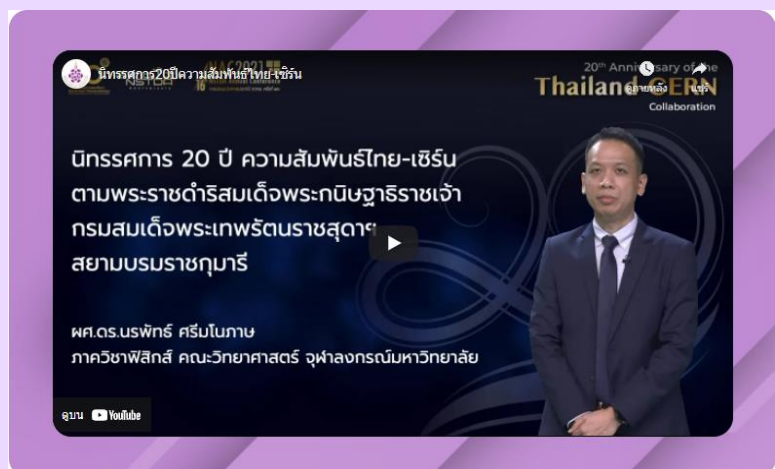 นิทรรศการ20ปีความสัมพันธ์ไทย-เซิร์น
NSTDA
NAC2021
20th Anniversary of the
Thailand-CERN
Collaboration
ดูภายหลัง
แชร์
นิทรรศการ 20 ปี ความสัมพันธ์ไทย-เซิร์น
ตามพระราชดำริสมเด็จพระกนิษฐาธิราชเจ้า
กรมสมเด็จพระเทพรัตนราชสุดาฯ
สยามบรมราชกุมารี
ผศ.ดร.นรพัทธ์ ศรีมโนภาษ
ภาควิชาฟิสิกส์ คณะวิทยาศาสตร์ จุฬาลงกรณ์มหาวิทยาลัย
ดูบน YouTube